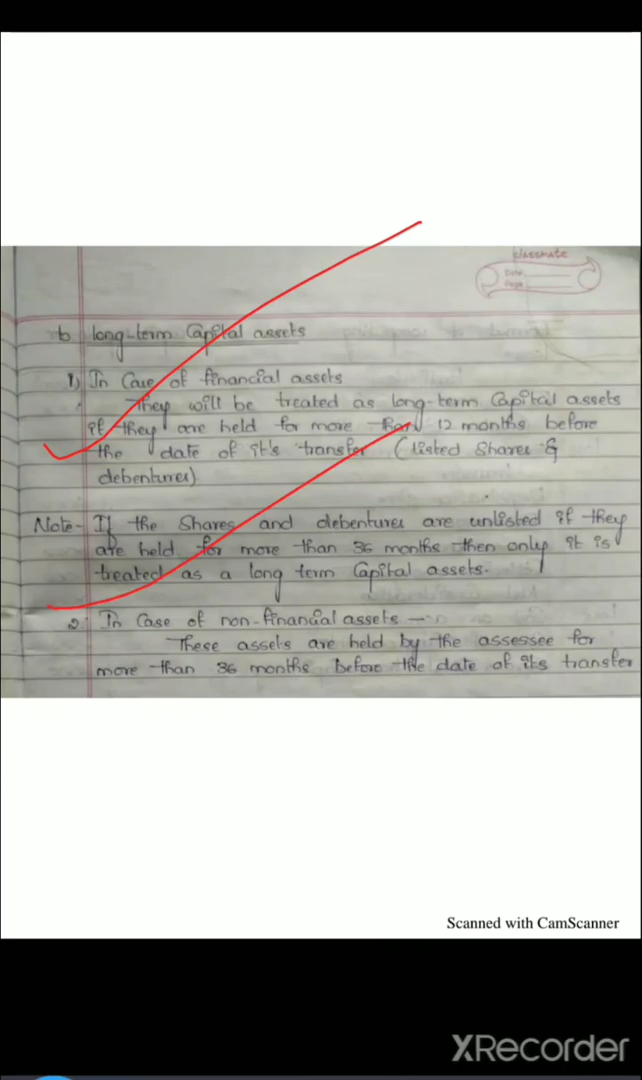 classmate
Date
Page
b long-term Capital assets
1) In Case of financial assets
They will be treated as long-term Capital assets
if they are held for more than 12 months before
the date of it's transfer (listed Shares &
debentures)
Note- If the Shares and debentures are unlisted if they
are held for more than 36 months then only it is
treated as a long term Capital assets.
2. In Case of non-financial assets —
These assets are held by the assessee for
more than 36 months before the date of its transfer
Scanned with CamScanner
XRecorder